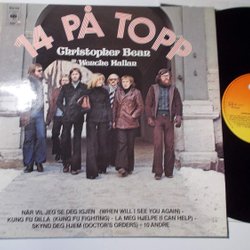 14 PÅ TOPP
CBS
Christopher Bean
Wenche Hallan
NÅR VIL JEG SE DEG IGJEN (WHEN WILL I SEE YOU AGAIN) -
KUNG FU DILLA (KUNG FU FIGHTING) - LA MEG HJELPE (I CAN HELP) -
SKYND DEG HJEM (DOCTOR'S ORDERS) + 10 ANDRE